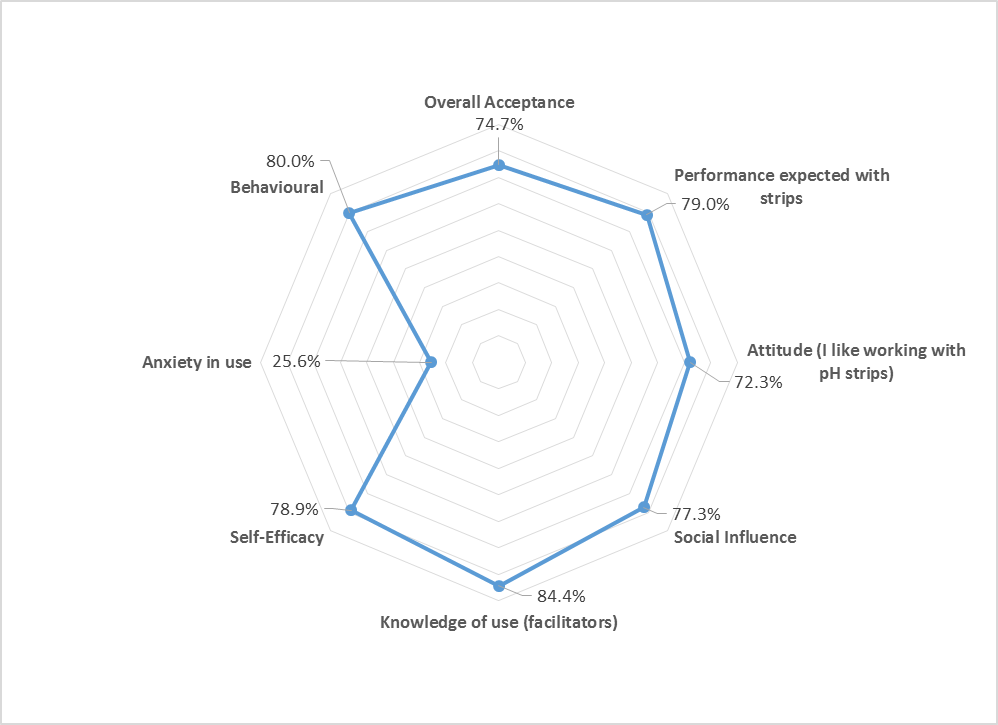 Overall Acceptance
74.7%
80.0%
Behavioural
Performance expected with
strips
79.0%
Anxiety in use
25.6%
Attitude (I like working with
pH strips)
72.3%
78.9%
Self-Efficacy
77.3%
Social Influence
84.4%
Knowledge of use (facilitators)